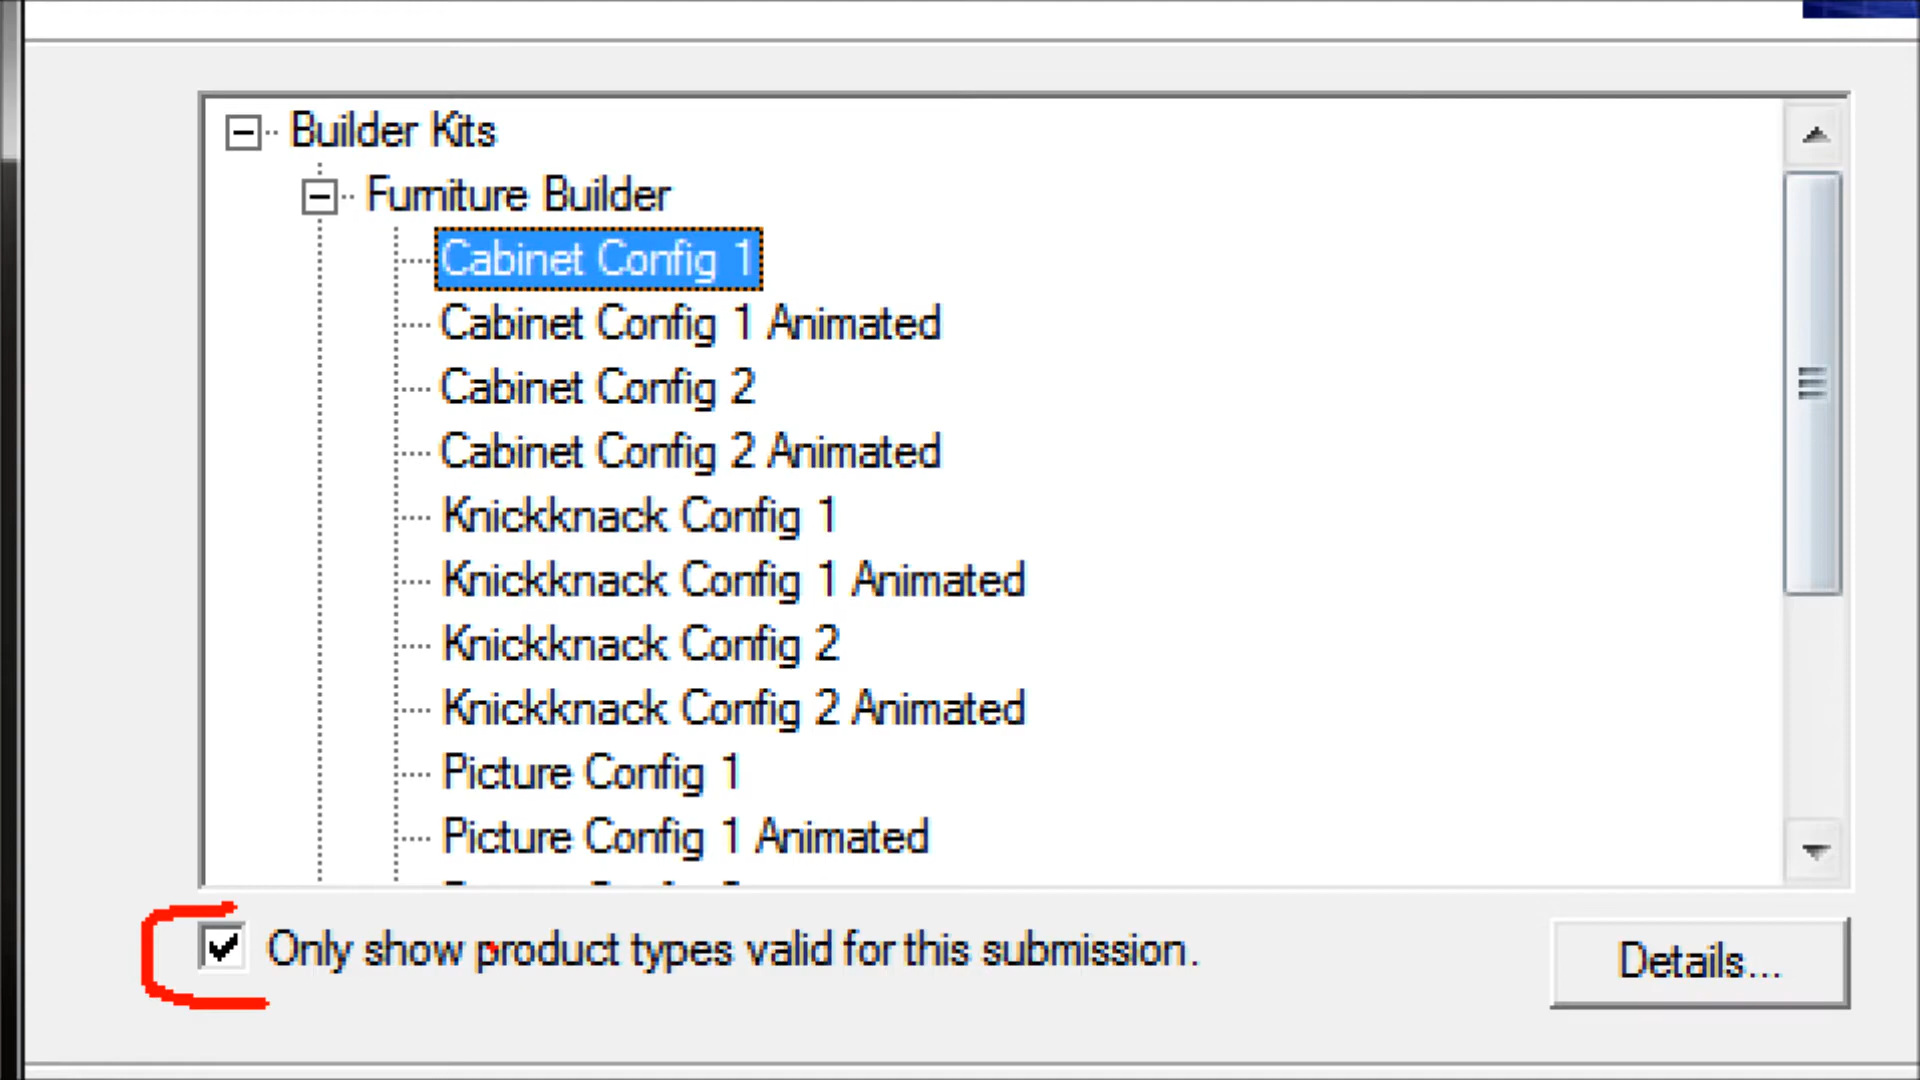 Builder Kits
Furniture Builder
Cabinet Config 1
Cabinet Config 1 Animated
Cabinet Config 2
Cabinet Config 2 Animated
Knickknack Config 1
Knickknack Config 1 Animated
Knickknack Config 2
Knickknack Config 2 Animated
Picture Config 1
Picture Config 1 Animated
Only show product types valid for this submission.
Details...